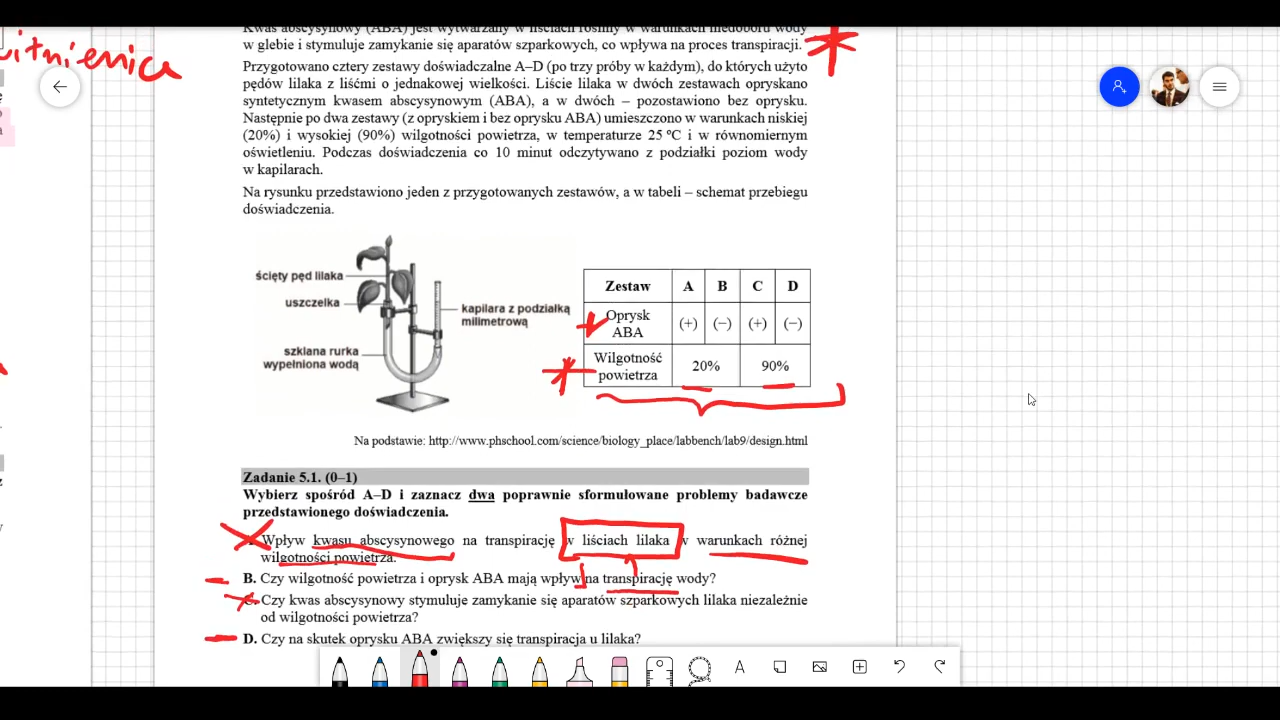 witnienica
Kwas abscysynowy (ABA) jest wytwarzany w liściach rośliny w warunkach niedoboru wody
w glebie i stymuluje zamykanie się aparatów szparkowych, co wpływa na proces transpiracji.
Przygotowano cztery zestawy doświadczalne A–D (po trzy próby w każdym), do których użyto
pędów lilaka z liśćmi o jednakowej wielkości. Liście lilaka w dwóch zestawach opryskano
syntetycznym kwasem abscysynowym (ABA), a w dwóch – pozostawiono bez oprysku.
Następnie po dwa zestawy (z opryskiem i bez oprysku ABA) umieszczono w warunkach niskiej
(20%) i wysokiej (90%) wilgotności powietrza, w temperaturze 25 ºC i w równomiernym
oświetleniu. Podczas doświadczenia co 10 minut odczytywano z podziałki poziom wody
w kapilarach.
Na rysunku przedstawiono jeden z przygotowanych zestawów, a w tabeli – schemat przebiegu
doświadczenia.
ścięty pęd lilaka
uszczelka
szklana rurka
wypełniona wodą
kapilara z podziałką
milimetrową
Zestaw A B C D
Oprysk
ABA
(+) (−) (+) (−)
Wilgotność
powietrza
20% 90%
Na podstawie: http://www.phschool.com/science/biology_place/labbench/lab9/design.html
Zadanie 5.1. (0–1)
Wybierz spośród A–D i zaznacz dwa poprawnie sformułowane problemy badawcze
przedstawionego doświadczenia.
Wpływ kwasu abscysynowego na transpirację w liściach lilaka w warunkach różnej
wilgotności powietrza.
B. Czy wilgotność powietrza i oprysk ABA mają wpływ na transpirację wody?
C. Czy kwas abscysynowy stymuluje zamykanie się aparatów szparkowych lilaka niezależnie
od wilgotności powietrza?
D. Czy na skutek oprysku ABA zwiększy się transpiracja u lilaka?
A